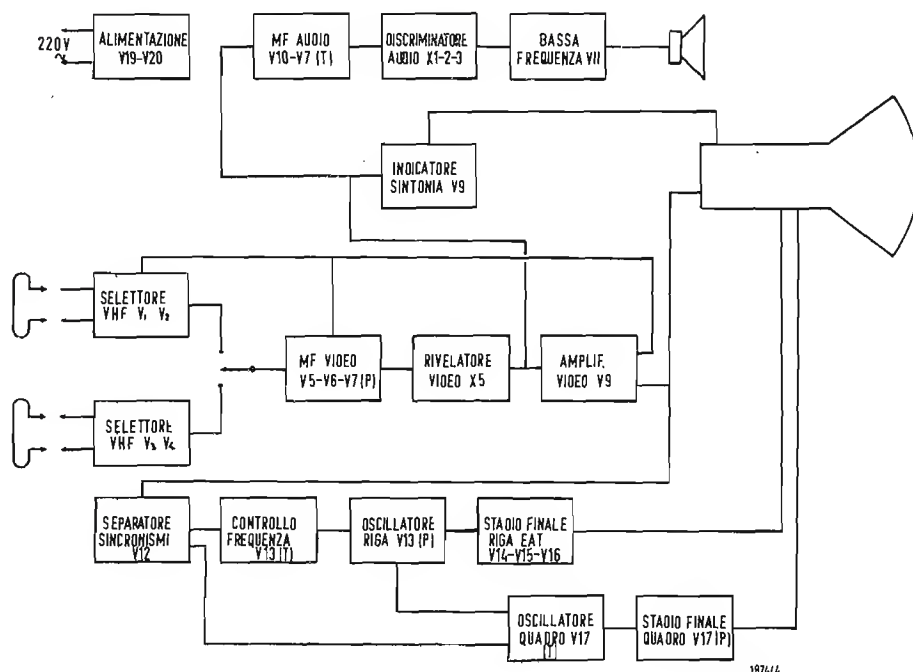 220V
~
ALIMENTAZIONE
V19-V20
MF AUDIO
V10-V7 (T)
DISCRIMINATORE
AUDIO X1-2-3
BASSA
FREQUENZA V11
INDICATORE
SINTONIA V9
SELETTORE
VHF V1 V2
MF VIDEO
V5-V6-V7(P)
RIVELATORE
VIDEO X5
AMPLIF.
VIDEO V9
SELETTORE
VHF V3 V4
SEPARATORE
SINCRONISMI
V12
CONTROLLO
FREQUENZA
V13(T)
OSCILLATORE
RIGA V13(P)
STADIO FINALE
RIGA EAT
V14-V15-V16
OSCILLATORE
QUADRO V17
(T)
STADIO FINALE
QUADRO V17(P)